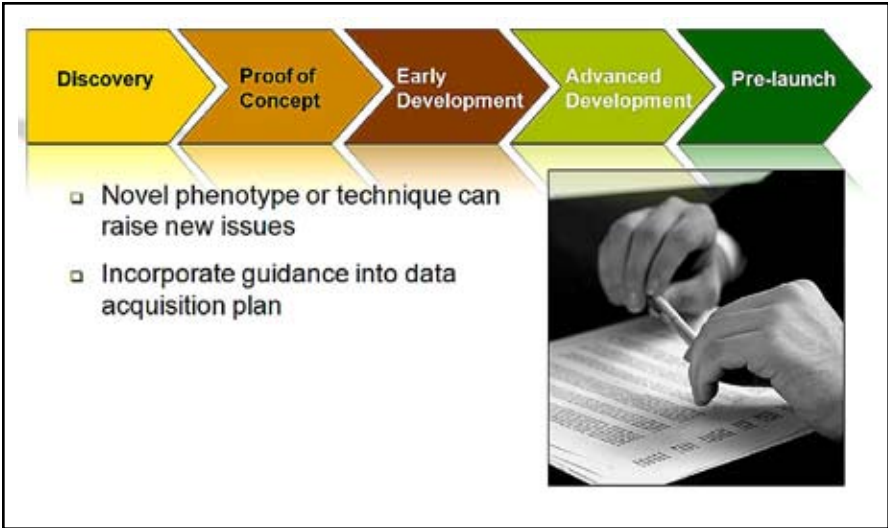 Discovery
Proof of
Concept
Early
Development
Advanced
Development
Pre-launch
Novel phenotype or technique can
raise new issues
Incorporate guidance into data
acquisition plan